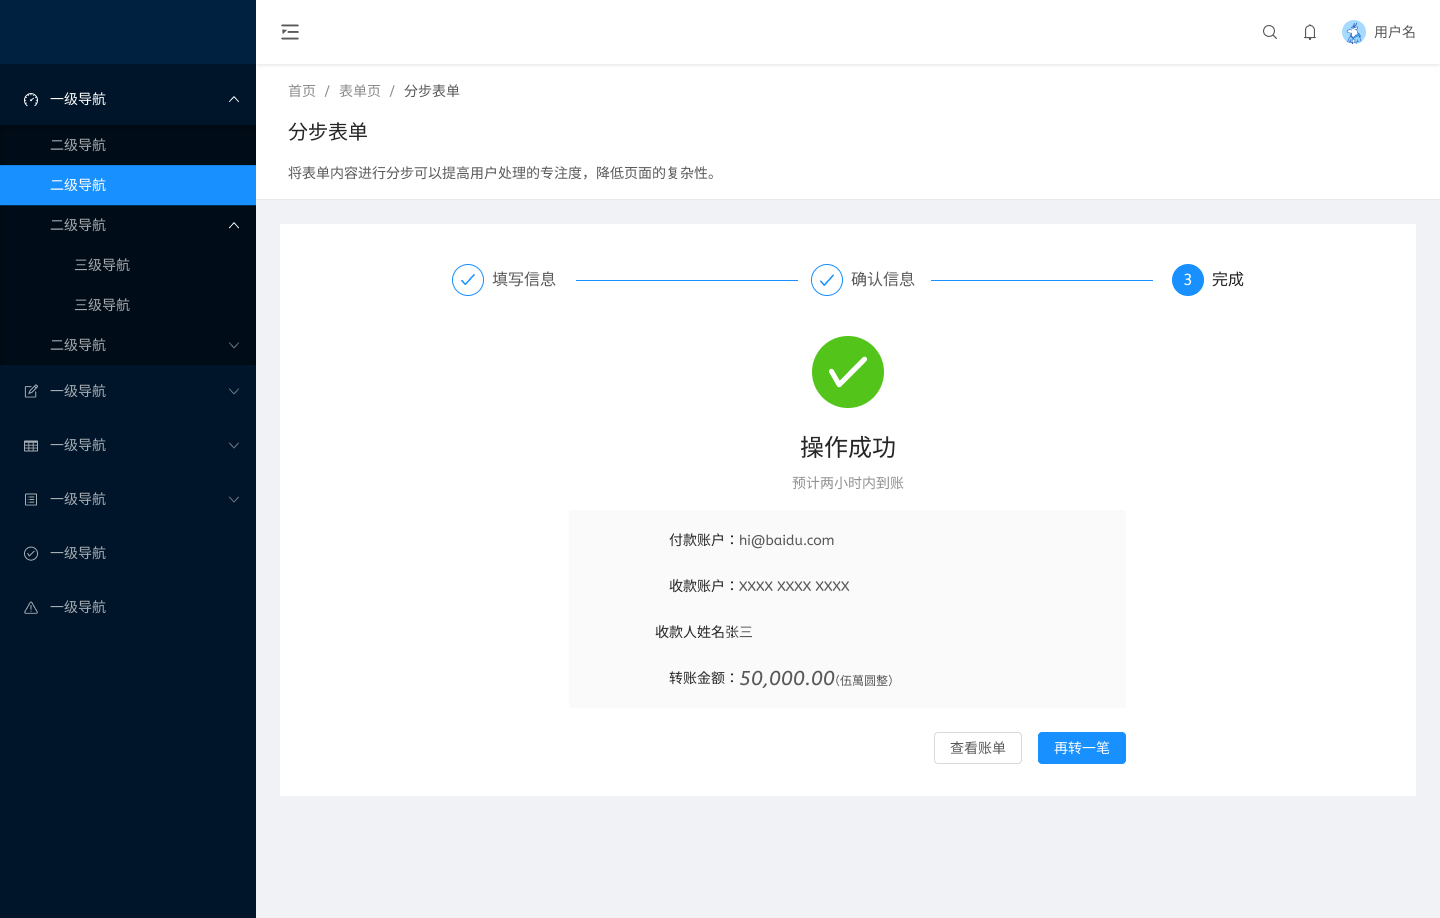 用户名
首页 / 表单页 / 分步表单
分步表单
将表单内容进行分步可以提高用户处理的专注度，降低页面的复杂性。
一级导航
二级导航
二级导航
二级导航
三级导航
三级导航
二级导航
一级导航
一级导航
一级导航
一级导航
一级导航
填写信息
确认信息
3 完成
操作成功
预计两小时内到账
付款账户：hi@baidu.com
收款账户：XXXX XXXX XXXX
收款人姓名张三
转账金额：50,000.00（伍萬圆整）
查看账单
再转一笔